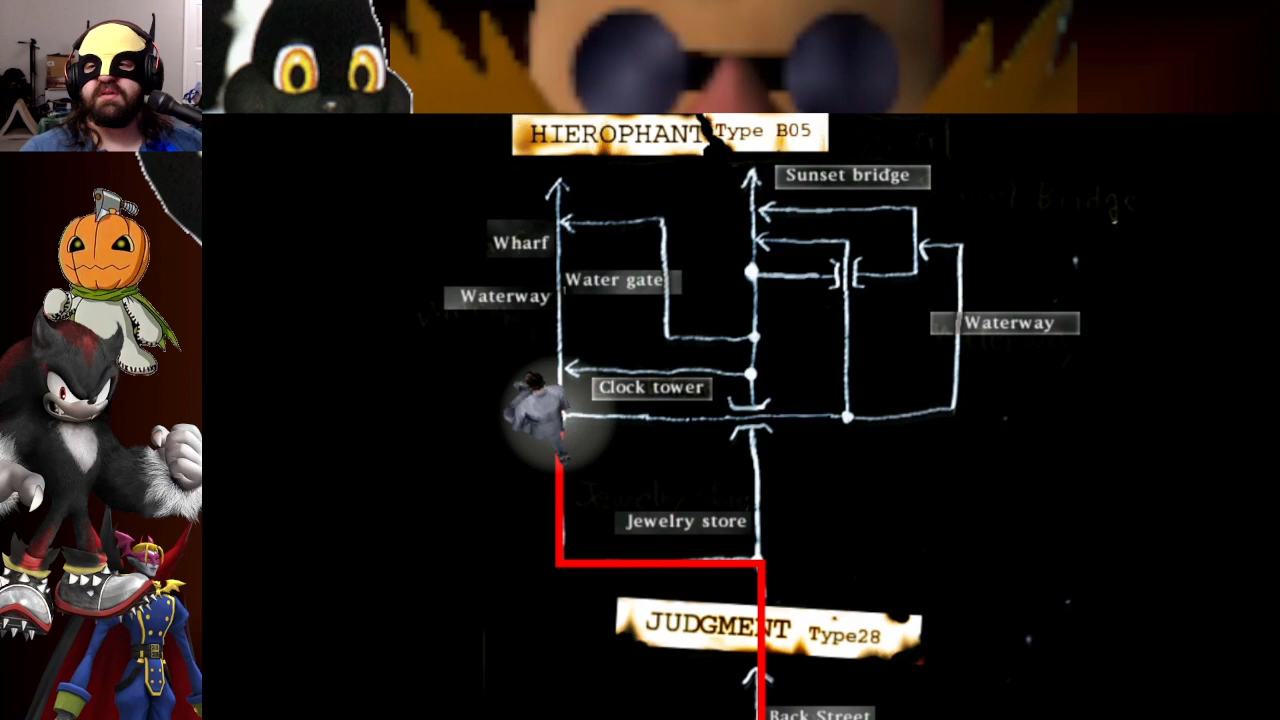 HIEROPHANT Type B05
Sunset bridge
Wharf
Water gate
Waterway
Waterway
Clock tower
Jewelry store
JUDGMENT Type28
Back Street